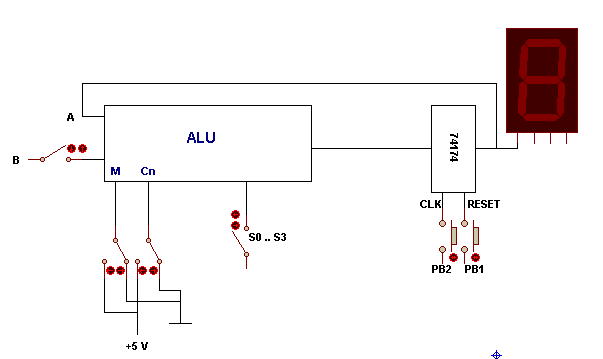 A
ALU
B
M
Cn
74174
CLK
RESET
S0 .. S3
PB2
PB1
+5 V